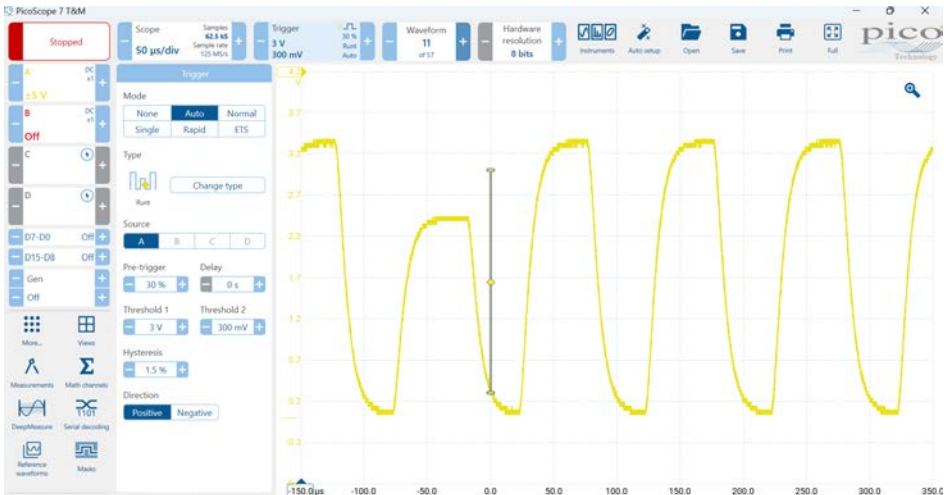 PicoScope 7 T&M
Stopped
Scope
50 µs/div
Samples
62.5 kS
Sample rate
125 MS/s
Trigger
3 V
300 mV
30 %
Runt
Auto
Waveform
11
of 57
Hardware
resolution
8 bits
Instruments
Auto setup
Open
Save
Print
Full
pico
Technology
A
DC
x1
±5 V
B
DC
x1
Off
C
D
D7-D0 Off
D15-D8 Off
Gen
Off
More...
Views
Measurements
Math channels
DeepMeasure
Serial decoding
1101
Reference
waveforms
Masks
Trigger
Mode
None Auto Normal
Single Rapid ETS
Type
Change type
Runt
Source
A B C D
Pre-trigger Delay
30 % 0 s
Threshold 1 Threshold 2
3 V 300 mV
Hysteresis
1.5 %
Direction
Positive Negative
3.7
3.2
2.7
2.2
1.7
1.2
0.7
0.2
-150.0 µs -100.0 -50.0 0.0 50.0 100.0 150.0 200.0 250.0 300.0 350.0